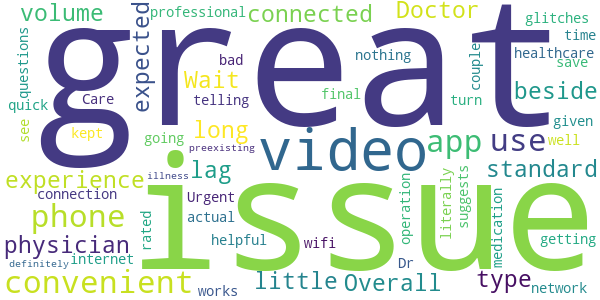 volume
professional
connected
Doctor
glitches
time
healthcare
save
questions
expected
great
bad
nothing
couple
Wait
telling
final
turn
beside
quick
Care
given
see
kept
going
long
preexisting
video
app
use
well
lag
issue
standard
experience
connection
illness
Urgent
actual
operation
literally
suggests
medication
phone
rated
helpful
wifi
getting
physician
internet
Dr
definitely
convenient
works
little
Overall
type
network